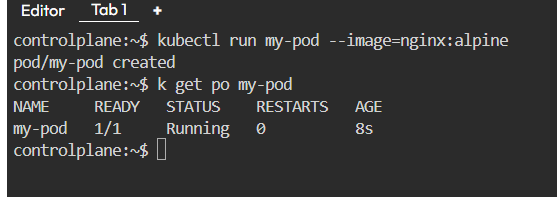 Editor Tab 1 +
controlplane:~$ kubectl run my-pod --image=nginx:alpine
pod/my-pod created
controlplane:~$ k get po my-pod
NAME READY STATUS RESTARTS AGE
my-pod 1/1 Running 0 8s
controlplane:~$